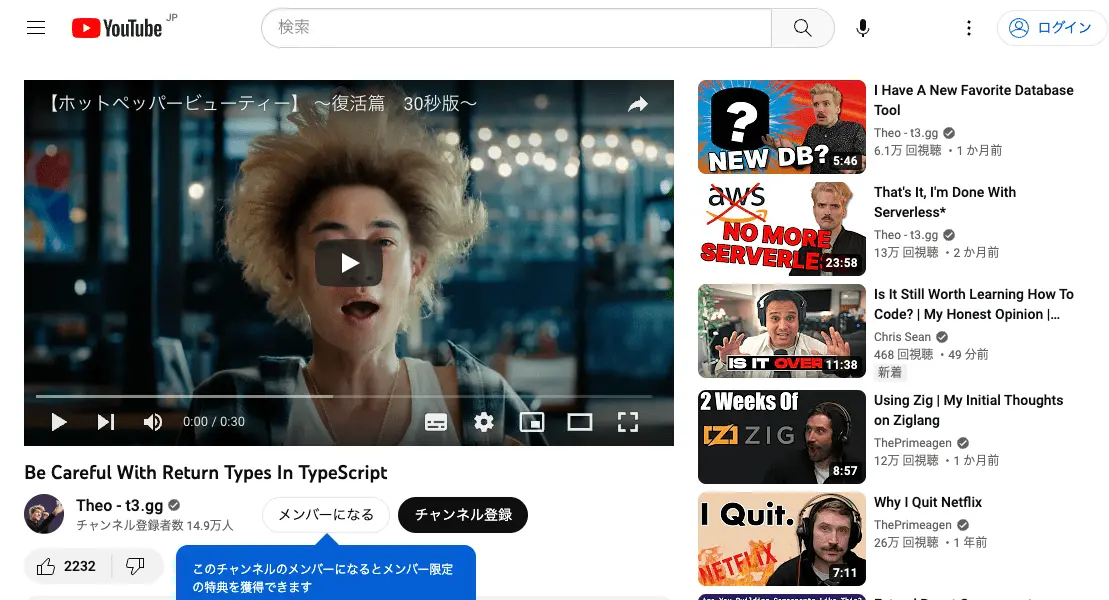 YouTube JP
検索
ログイン
【ホットペッパービューティー】 〜復活篇 30秒版〜
0:00 / 0:30
Be Careful With Return Types In TypeScript
Theo - t3.gg
チャンネル登録者数 14.9万人
メンバーになる
チャンネル登録
2232
このチャンネルのメンバーになるとメンバー限定
の特典を獲得できます
?
NEW DB?
5:46
I Have A New Favorite Database
Tool
Theo - t3.gg
6.1万 回視聴 ・1 か月前
aws
NO MORE
SERVERLE
23:58
That's It, I'm Done With
Serverless*
Theo - t3.gg
13万 回視聴 ・2 か月前
IS IT OVER
11:38
Is It Still Worth Learning How To
Code? | My Honest Opinion |...
Chris Sean
468 回視聴 ・49 分前
新着
2 Weeks Of
ZIG
8:57
Using Zig | My Initial Thoughts
on Ziglang
ThePrimeagen
12万 回視聴 ・1 か月前
I Quit.
NETFLIX
7:11
Why I Quit Netflix
ThePrimeagen
26万 回視聴 ・1 年前